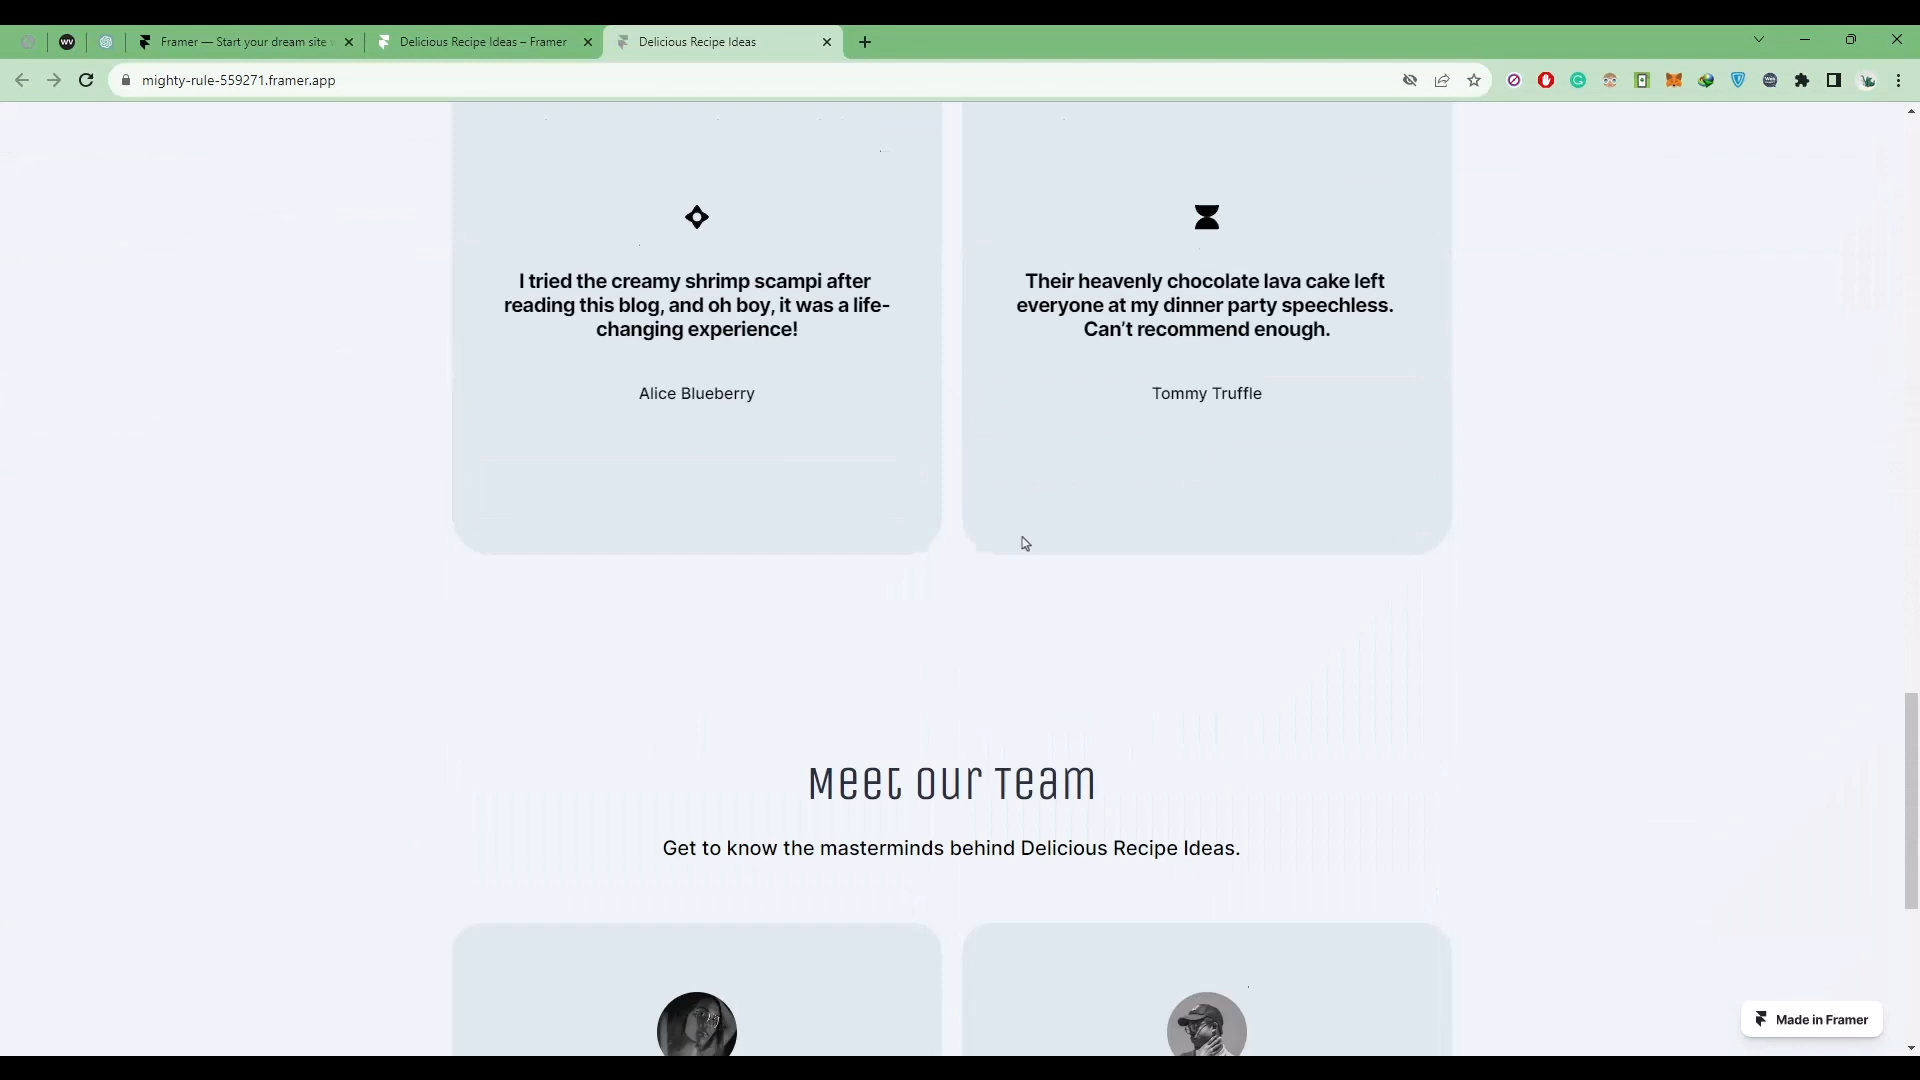 Framer — Start your dream site
Delicious Recipe Ideas – Framer
Delicious Recipe Ideas
mighty-rule-559271.framer.app
I tried the creamy shrimp scampi after
reading this blog, and oh boy, it was a life-
changing experience!
Alice Blueberry
Their heavenly chocolate lava cake left
everyone at my dinner party speechless.
Can’t recommend enough.
Tommy Truffle
Meet Our Team
Get to know the masterminds behind Delicious Recipe Ideas.
Made in Framer